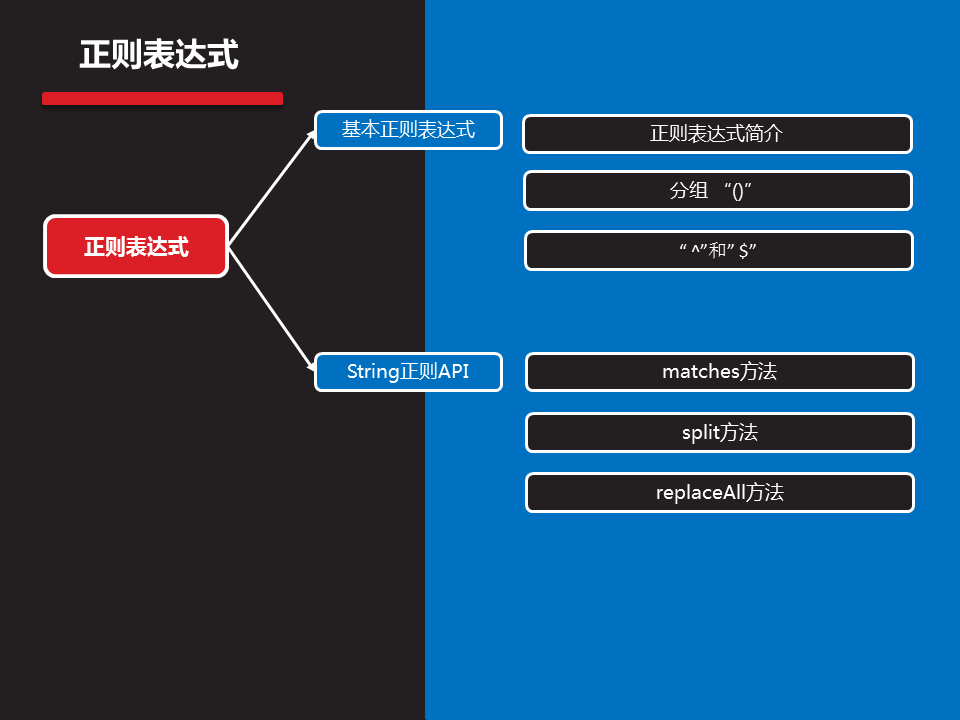 正则表达式
正则表达式
基本正则表达式
正则表达式简介
分组 “()”
“ ^”和” $”
String正则API
matches方法
split方法
replaceAll方法